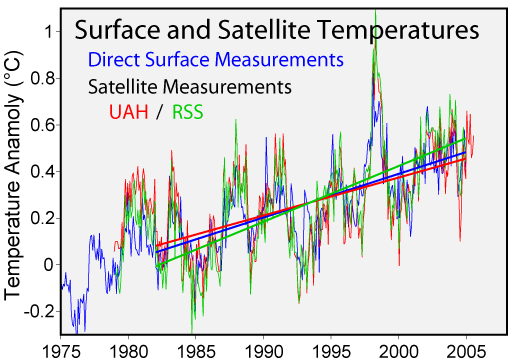 Surface and Satellite Temperatures
Direct Surface Measurements
Satellite Measurements
UAH / RSS
Temperature Anamoly (°C)
1
0.8
0.6
0.4
0.2
0
-0.2
1975 1980 1985 1990 1995 2000 2005